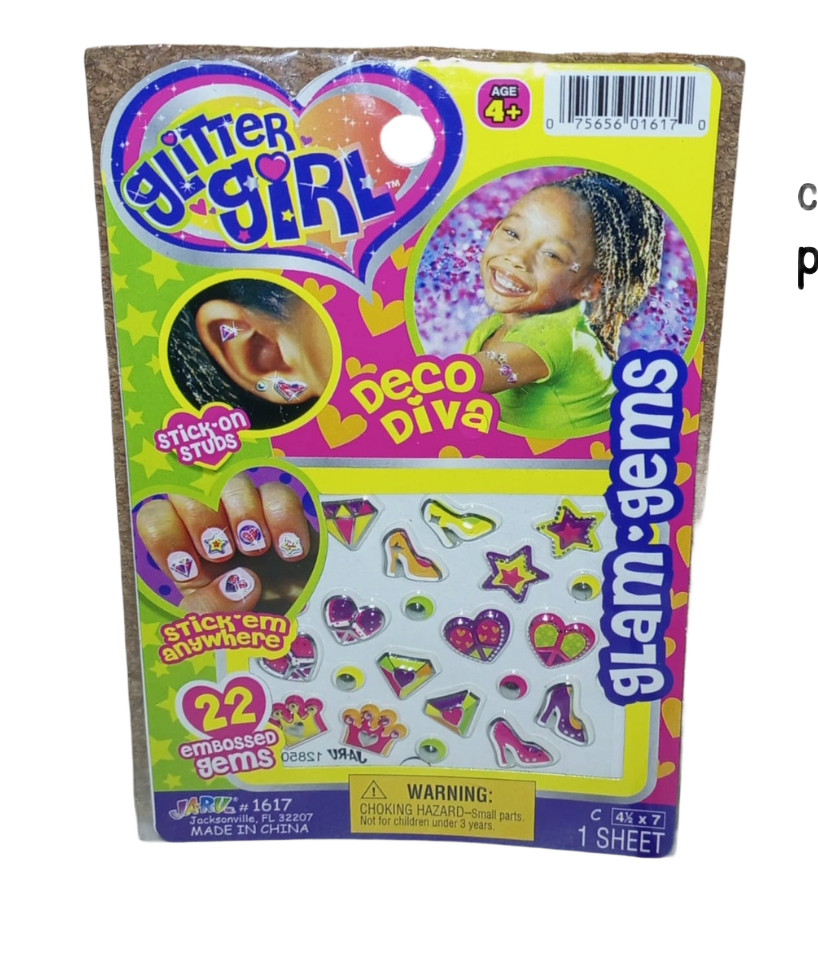 GLITTER
GIRL™
AGE
4+
0 75656 01617 0
c
p
DECO
DIVA
STICK-ON
STUDS
GLAM•GEMS
STICK'EM
ANYWHERE
22
EMBOSSED
GEMS
JARU 12850
JA-RU® # 1617
Jacksonville, FL 32207
MADE IN CHINA
WARNING:
CHOKING HAZARD—Small parts.
Not for children under 3 years.
C 4½ x 7
1 SHEET